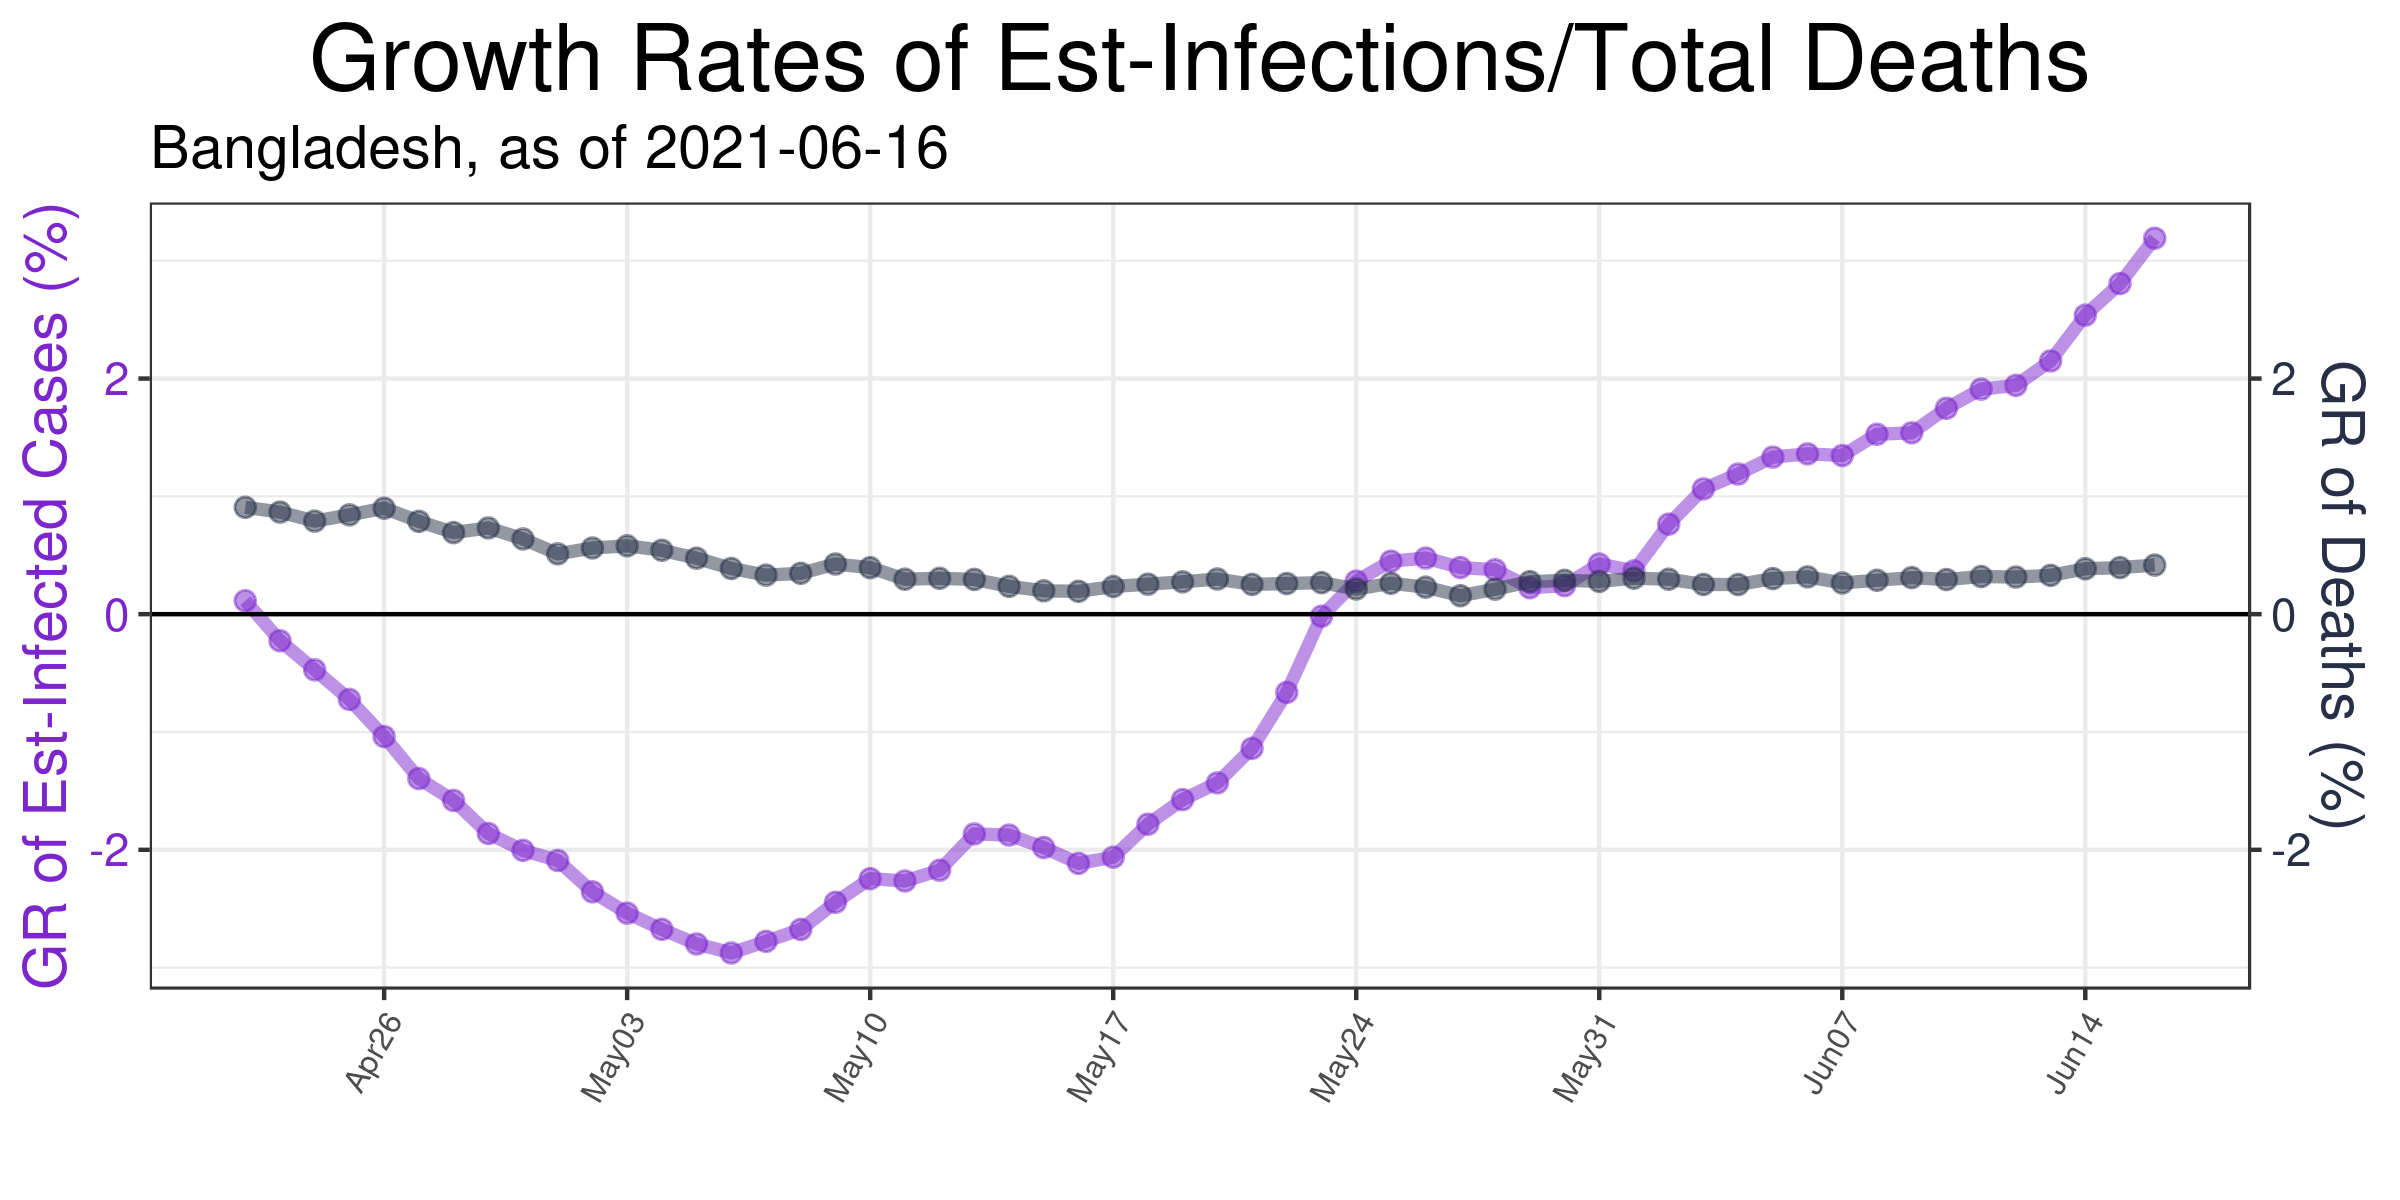 Growth Rates of Est-Infections/Total Deaths
Bangladesh, as of 2021-06-16
GR of Est-Infected Cases (%)
2
0
-2
2
0
-2
GR of Deaths (%)
Apr26
May03
May10
May17
May24
May31
Jun07
Jun14